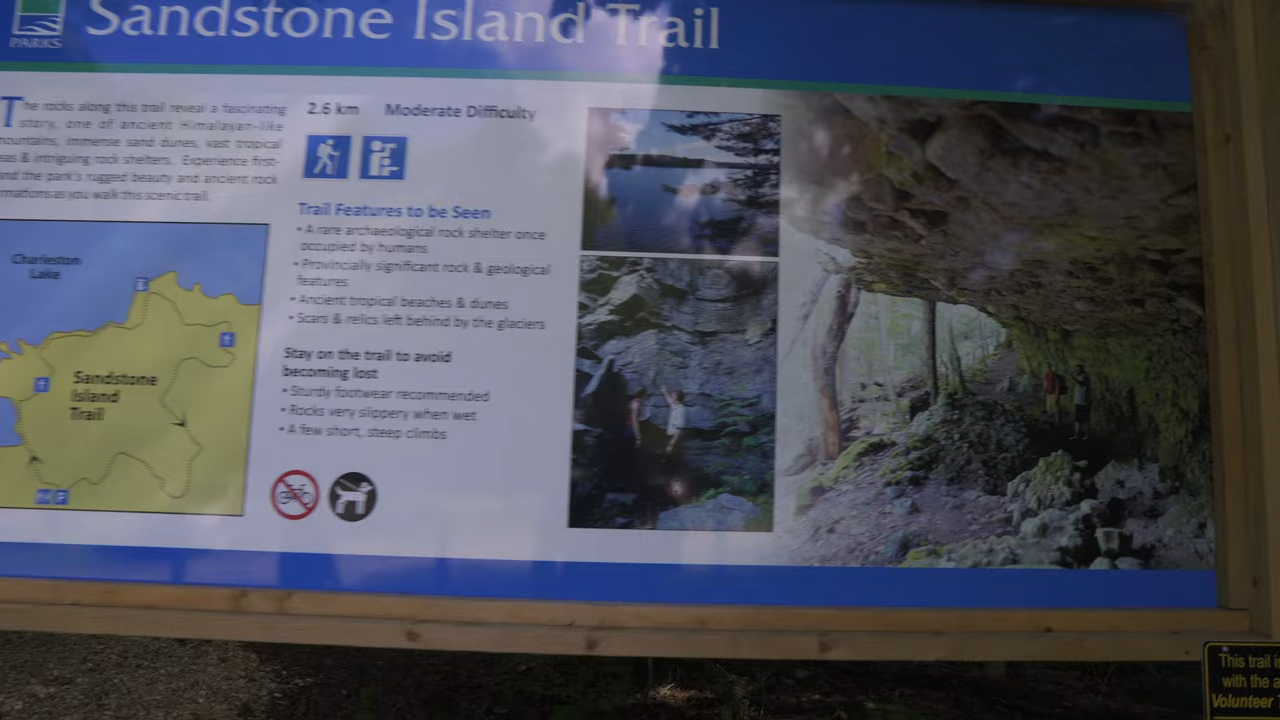 PARKS
Sandstone Island Trail
The rocks along this trail reveal a fascinating
story, one of ancient Himalayan-like
mountains, immense sand dunes, vast tropical
eas & intriguing rock shelters. Experience first-
and the park's rugged beauty and ancient rock
rmations as you walk this scenic trail.
2.6 km Moderate Difficulty
Trail Features to be Seen
• A rare archaeological rock shelter once
occupied by humans
• Provincially significant rock & geological
features
• Ancient tropical beaches & dunes
• Scars & relics left behind by the glaciers
Stay on the trail to avoid
becoming lost
• Sturdy footwear recommended
• Rocks very slippery when wet
• A few short, steep climbs
Charleston
Lake
Sandstone
Island
Trail
P
This trail i
with the a
Volunteer